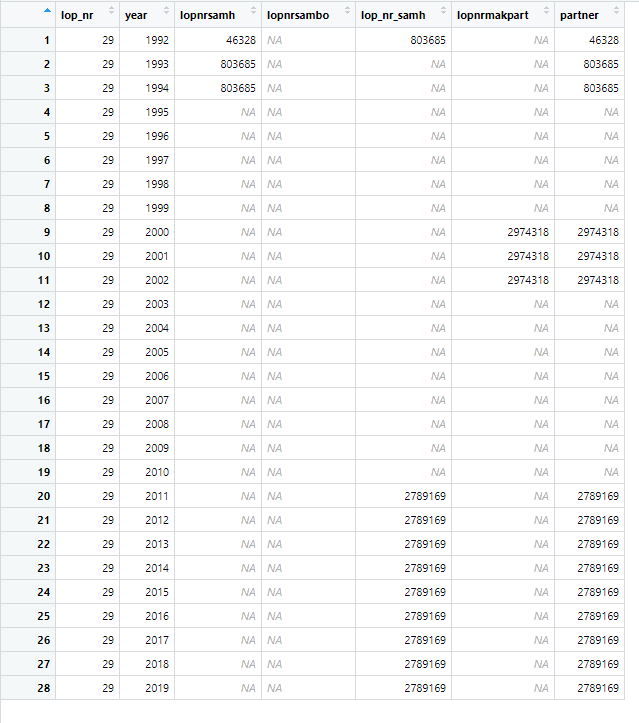 lop_nr year lopnrsamh lopnrsambo lop_nr_samh lopnrmakpart partner
1 29 1992 46328 NA 803685 NA 46328
2 29 1993 803685 NA NA NA 803685
3 29 1994 803685 NA NA NA 803685
4 29 1995 NA NA NA NA NA
5 29 1996 NA NA NA NA NA
6 29 1997 NA NA NA NA NA
7 29 1998 NA NA NA NA NA
8 29 1999 NA NA NA NA NA
9 29 2000 NA NA NA 2974318 2974318
10 29 2001 NA NA NA 2974318 2974318
11 29 2002 NA NA NA 2974318 2974318
12 29 2003 NA NA NA NA NA
13 29 2004 NA NA NA NA NA
14 29 2005 NA NA NA NA NA
15 29 2006 NA NA NA NA NA
16 29 2007 NA NA NA NA NA
17 29 2008 NA NA NA NA NA
18 29 2009 NA NA NA NA NA
19 29 2010 NA NA NA NA NA
20 29 2011 NA NA 2789169 NA 2789169
21 29 2012 NA NA 2789169 NA 2789169
22 29 2013 NA NA 2789169 NA 2789169
23 29 2014 NA NA 2789169 NA 2789169
24 29 2015 NA NA 2789169 NA 2789169
25 29 2016 NA NA 2789169 NA 2789169
26 29 2017 NA NA 2789169 NA 2789169
27 29 2018 NA NA 2789169 NA 2789169
28 29 2019 NA NA 2789169 NA 2789169